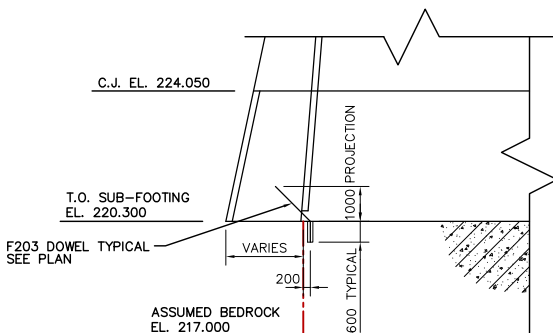 C.J. EL. 224.050
1000 PROJECTION
T.O. SUB-FOOTING
EL. 220.300
F203 DOWEL TYPICAL
SEE PLAN
VARIES
200
600 TYPICAL
ASSUMED BEDROCK
EL. 217.000